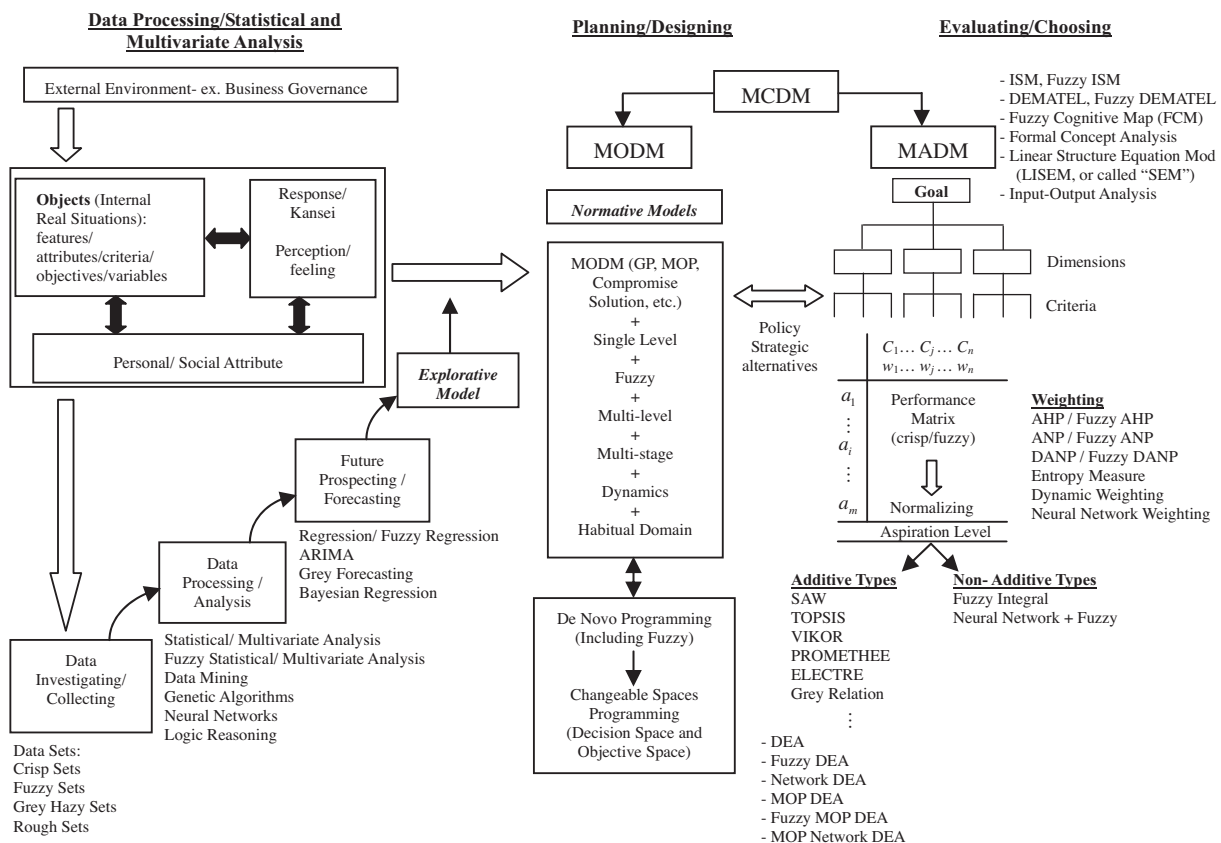 Data Processing/Statistical and
Multivariate Analysis
External Environment- ex. Business Governance
Objects (Internal
Real Situations):
features/
attributes/criteria/
objectives/variables
Response/
Kansei
Perception/
feeling
Personal/ Social Attribute
Explorative
Model
Future
Prospecting /
Forecasting
Regression/ Fuzzy Regression
ARIMA
Grey Forecasting
Bayesian Regression
Data
Processing /
Analysis
Statistical/ Multivariate Analysis
Fuzzy Statistical/ Multivariate Analysis
Data Mining
Genetic Algorithms
Neural Networks
Logic Reasoning
Data
Investigating/
Collecting
Data Sets:
Crisp Sets
Fuzzy Sets
Grey Hazy Sets
Rough Sets
Planning/Designing
MCDM
MODM
Normative Models
MODM (GP, MOP,
Compromise
Solution, etc.)
+
Single Level
+
Fuzzy
+
Multi-level
+
Multi-stage
+
Dynamics
+
Habitual Domain
De Novo Programming
(Including Fuzzy)
Changeable Spaces
Programming
(Decision Space and
Objective Space)
Policy
Strategic
alternatives
Evaluating/Choosing
MADM
- ISM, Fuzzy ISM
- DEMATEL, Fuzzy DEMATEL
- Fuzzy Cognitive Map (FCM)
- Formal Concept Analysis
- Linear Structure Equation Mod
(LISEM, or called “SEM”)
- Input-Output Analysis
Goal
Dimensions
Criteria
C1… Cj… Cn
w1… wj… wn
a1
⋮
ai
⋮
am
Performance
Matrix
(crisp/fuzzy)
Normalizing
Aspiration Level
Weighting
AHP / Fuzzy AHP
ANP / Fuzzy ANP
DANP / Fuzzy DANP
Entropy Measure
Dynamic Weighting
Neural Network Weighting
Additive Types
SAW
TOPSIS
VIKOR
PROMETHEE
ELECTRE
Grey Relation
⋮
- DEA
- Fuzzy DEA
- Network DEA
- MOP DEA
- Fuzzy MOP DEA
- MOP Network DEA
Non- Additive Types
Fuzzy Integral
Neural Network + Fuzzy